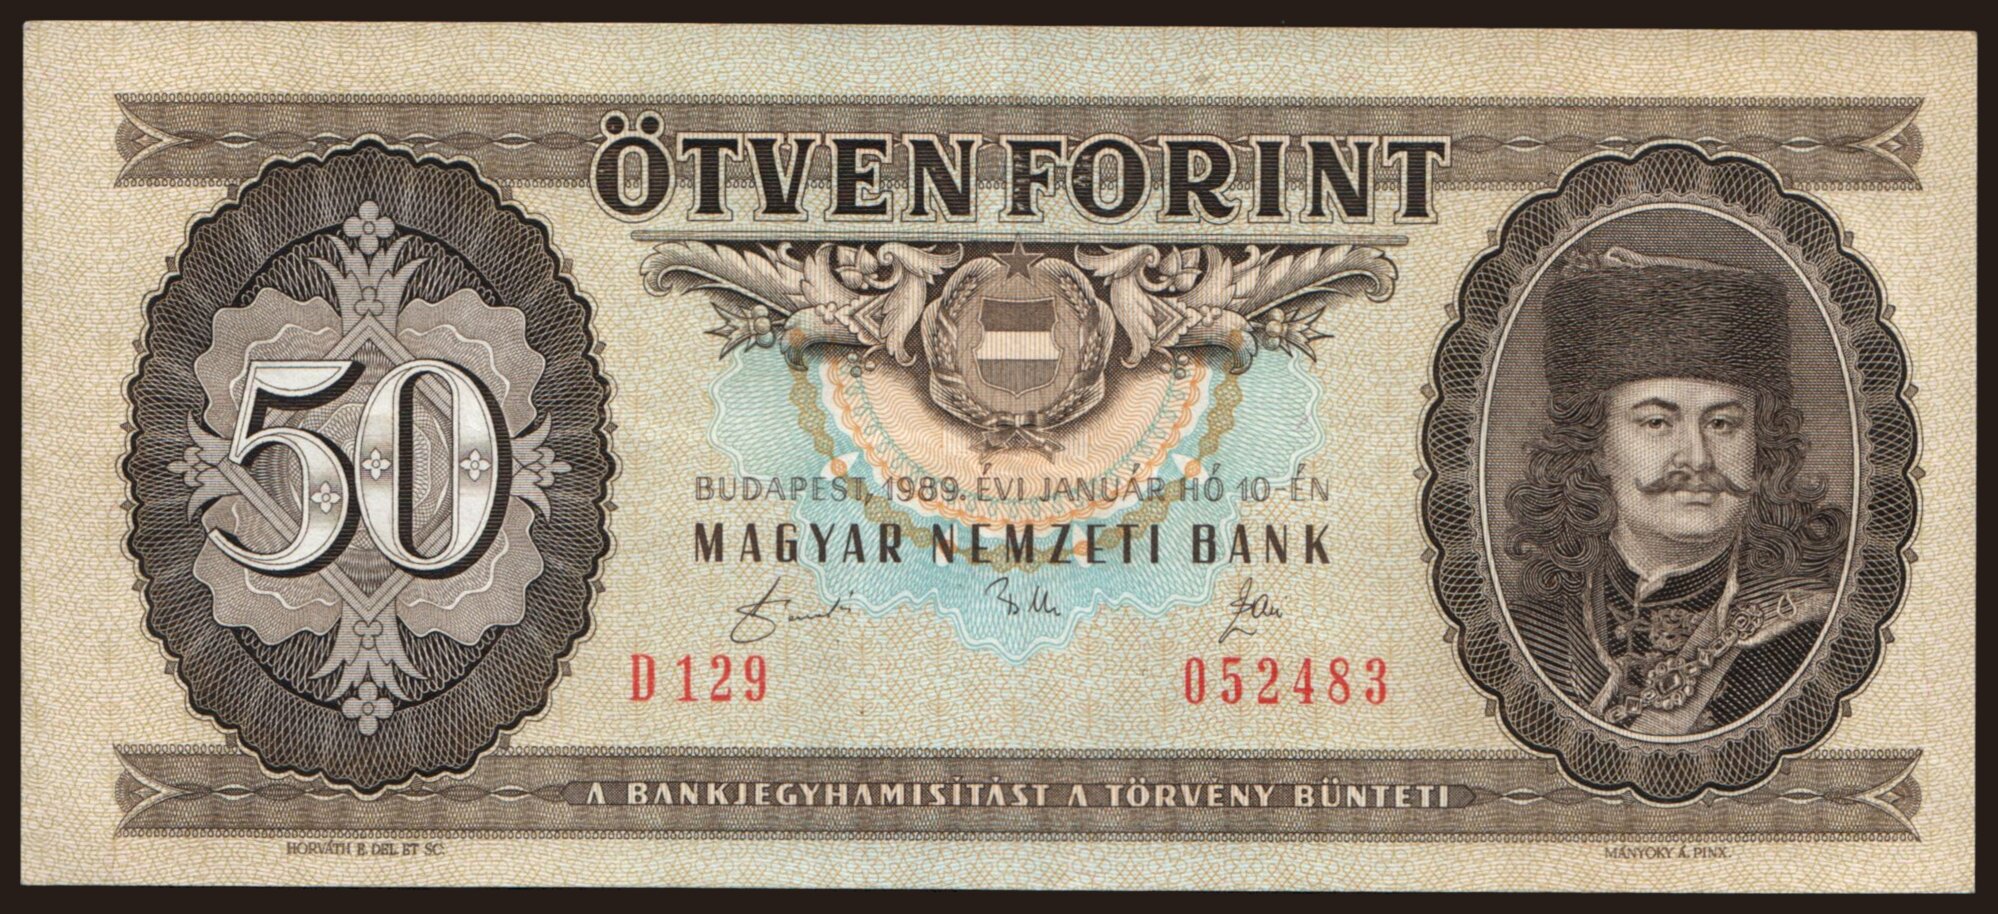 ÖTVEN FORINT
50
BUDAPEST, 1989. ÉVI JANUÁR HÓ 10-ÉN
MAGYAR NEMZETI BANK
D 129 052483
A BANKJEGYHAMISÍTÁST A TÖRVÉNY BÜNTETI
HORVÁTH E. DEL. ET SC. MÁNYOKY Á. PINX.